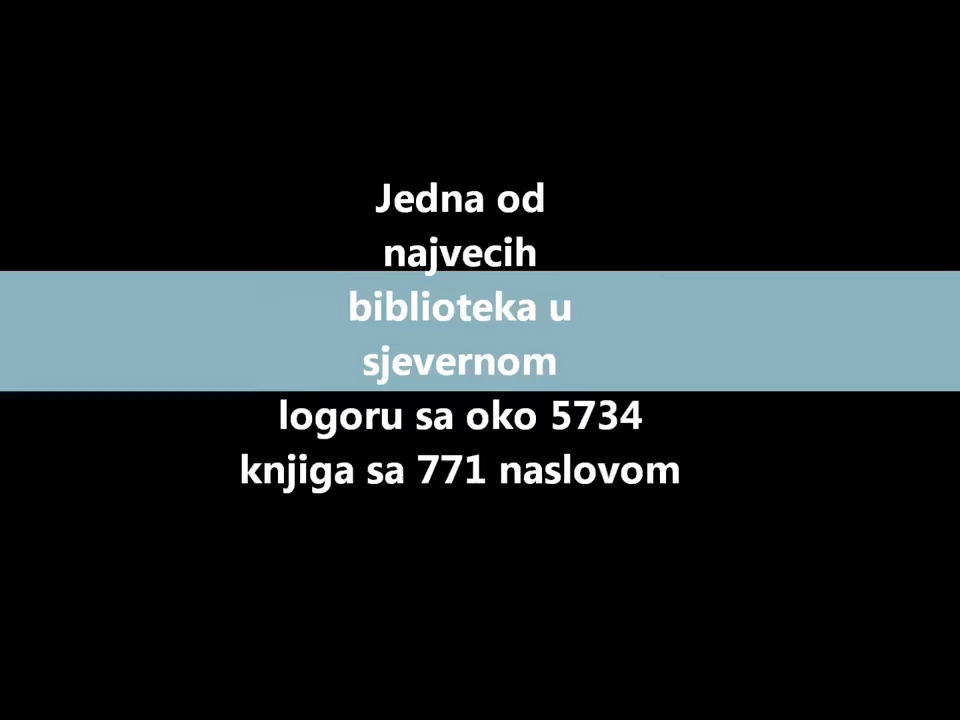 Jedna od
najvecih
biblioteka u
sjevernom
logoru sa oko 5734
knjiga sa 771 naslovom